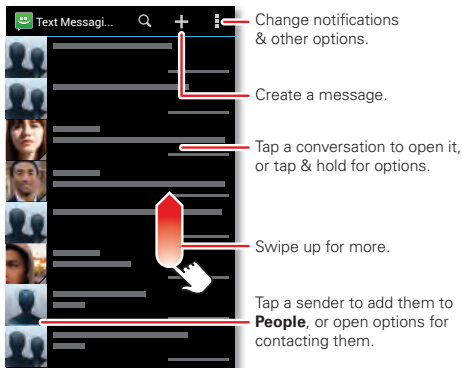 Text Messagi...
Change notifications
& other options.
Create a message.
Tap a conversation to open it,
or tap & hold for options.
Swipe up for more.
Tap a sender to add them to
People, or open options for
contacting them.